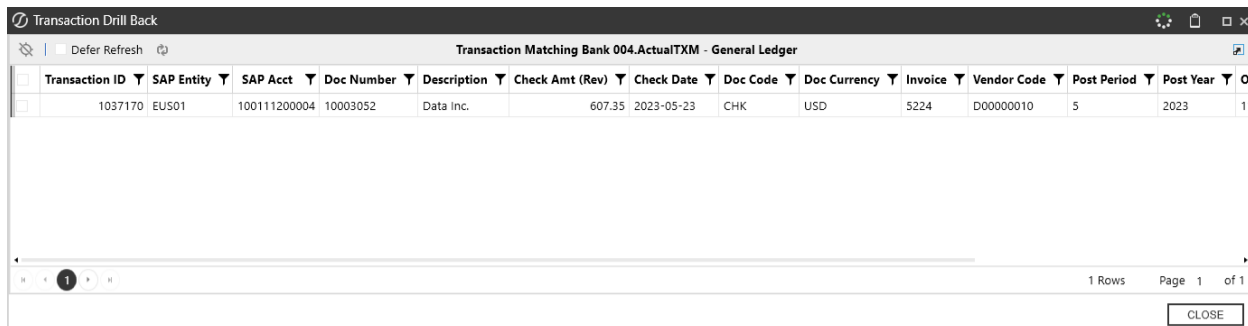 Transaction Drill Back
Defer Refresh
Transaction Matching Bank 004.ActualTXM - General Ledger
Transaction ID SAP Entity SAP Acct Doc Number Description Check Amt (Rev) Check Date Doc Code Doc Currency Invoice Vendor Code Post Period Post Year O
1037170 EUS01 100111200004 10003052 Data Inc. 607.35 2023-05-23 CHK USD 5224 D00000010 5 2023 1
1 1 Rows Page 1 of 1
CLOSE